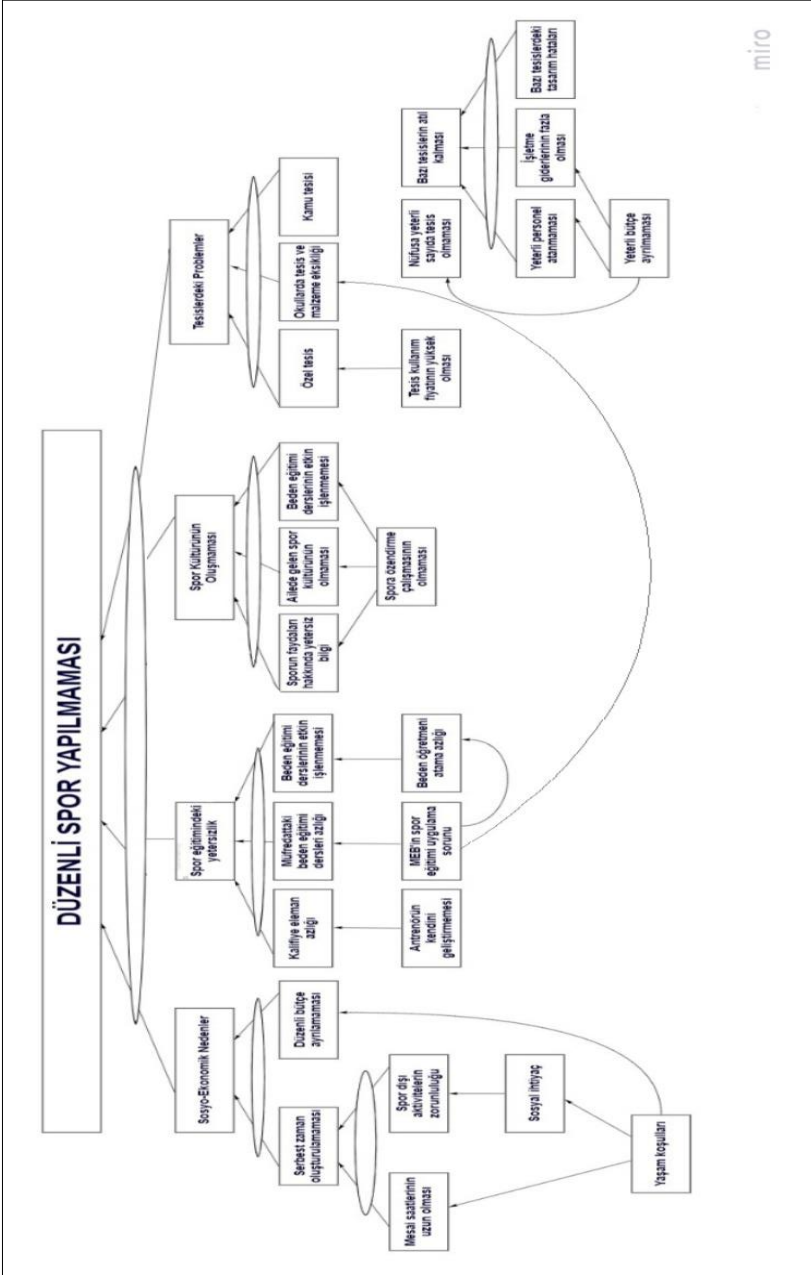 DÜZENLİ SPOR YAPILMAMASI
Sosyo-Ekonomik Nedenler
Spor eğitimindeki
yetersizlik
Spor Kültürünün
Oluşmaması
Tesislerdeki Problemler
Serbest zaman
oluşturulamaması
Düzenli bütçe
ayrılamaması
Kalifiye eleman
azlığı
Müfredattaki
beden eğitimi
dersleri azlığı
Beden eğitimi
derslerinin etkin
işlenmemesi
Sporun faydaları
hakkında yetersiz
bilgi
Ailede gelen spor
kültürünün
olmaması
Beden eğitimi
derslerinin etkin
işlenmemesi
Özel tesis
Okullarda tesis ve
malzeme eksikliği
Kamu tesisi
Mesai saatlerinin
uzun olması
Spor dışı
aktivitelerin
zorunluluğu
Antrenörün
kendini
geliştirmemesi
MEB'in spor
eğitimi uygulama
sorunu
Beden öğretmeni
atama azlığı
Spora özendirme
çalışmasının
olmaması
Tesis kullanım
fiyatının yüksek
olması
Nüfusa yeterli
sayıda tesis
olmaması
Bazı tesislerin atıl
kalması
Sosyal ihtiyaç
Yeterli personel
atanmaması
İşletme
giderlerinin fazla
olması
Bazı tesislerdeki
tasarım hataları
Yaşam koşulları
Yeterli bütçe
ayrılmaması
miro